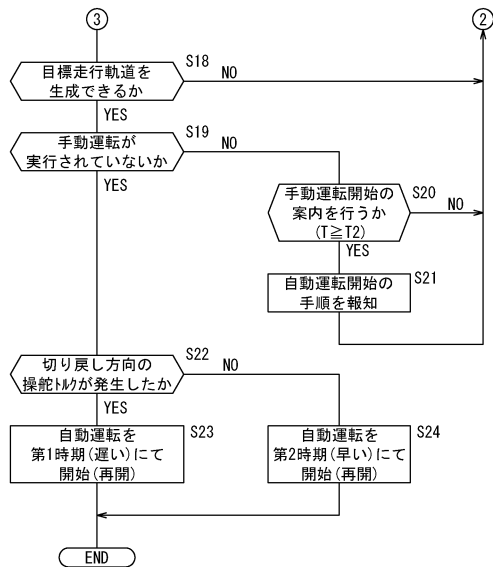 ③
②
目標走行軌道を
生成できるか
S18
NO
YES
手動運転が
実行されていないか
S19
NO
YES
手動運転開始の
案内を行うか
(T≧T2)
S20
NO
YES
自動運転開始の
手順を報知
S21
切り戻し方向の
操舵ﾄﾙｸが発生したか
S22
NO
YES
自動運転を
第1時期(遅い)にて
開始(再開)
S23
自動運転を
第2時期(早い)にて
開始(再開)
S24
END